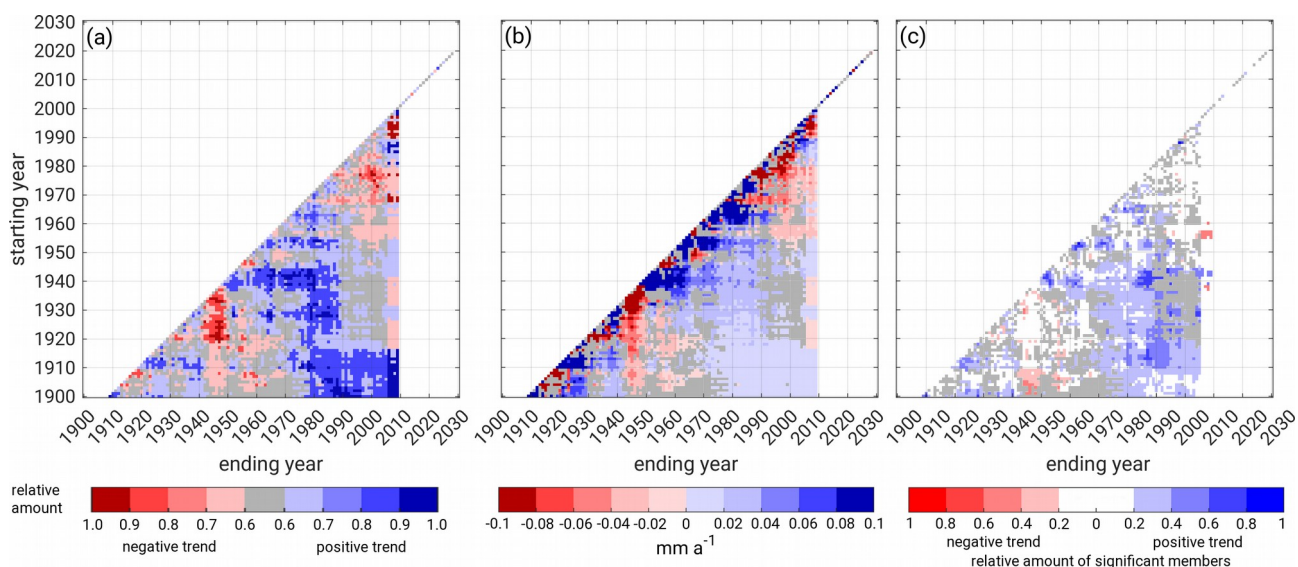 (a) (b) (c)
2030
2020
2010
2000
1990
1980
1970
1960
1950
1940
1930
1920
1910
1900
starting year
1900 1910 1920 1930 1940 1950 1960 1970 1980 1990 2000 2010 2020 2030
1900 1910 1920 1930 1940 1950 1960 1970 1980 1990 2000 2010 2020 2030
1900 1910 1920 1930 1940 1950 1960 1970 1980 1990 2000 2010 2020 2030
ending year ending year ending year
relative
amount
1.0 0.9 0.8 0.7 0.6 0.6 0.7 0.8 0.9 1.0
negative trend positive trend
-0.1 -0.08 -0.06 -0.04 -0.02 0 0.02 0.04 0.06 0.08 0.1
mm a⁻¹
1 0.8 0.6 0.4 0.2 0 0.2 0.4 0.6 0.8 1
negative trend positive trend
relative amount of significant members